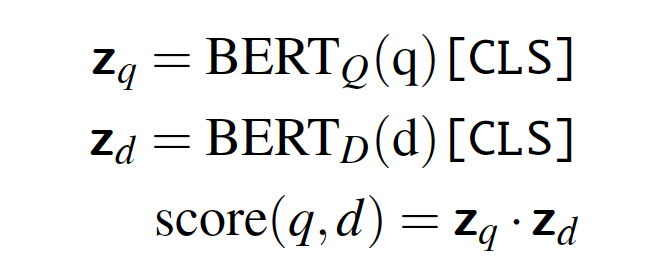 z_q = BERT_Q(q)[CLS]
z_d = BERT_D(d)[CLS]
score(q,d) = z_q · z_d